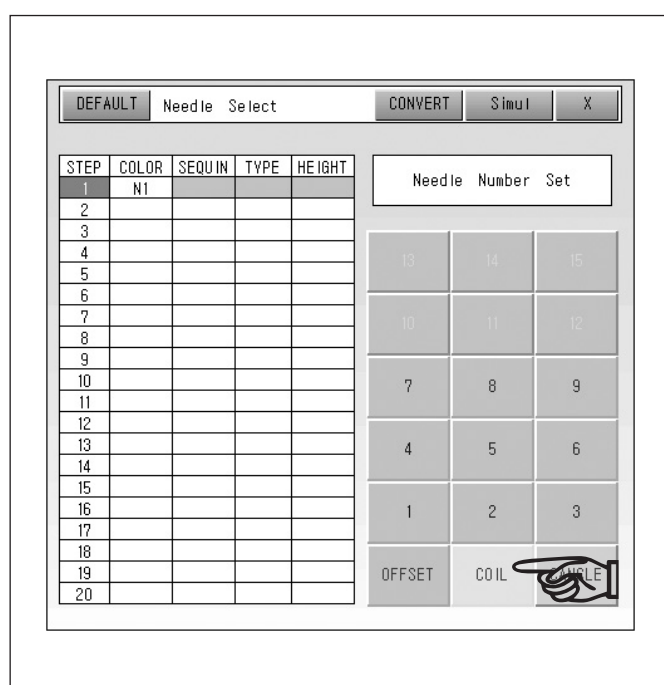 DEFAULT Needle Select CONVERT Simul X
STEP COLOR SEQUIN TYPE HEIGHT
Needle Number Set
1 N1
2
3
4
5
6
7
8
9
10
11
12
13
14
15
16
17
18
19
20
13 14 15
10 11 12
7 8 9
4 5 6
1 2 3
OFFSET COIL CANCLE